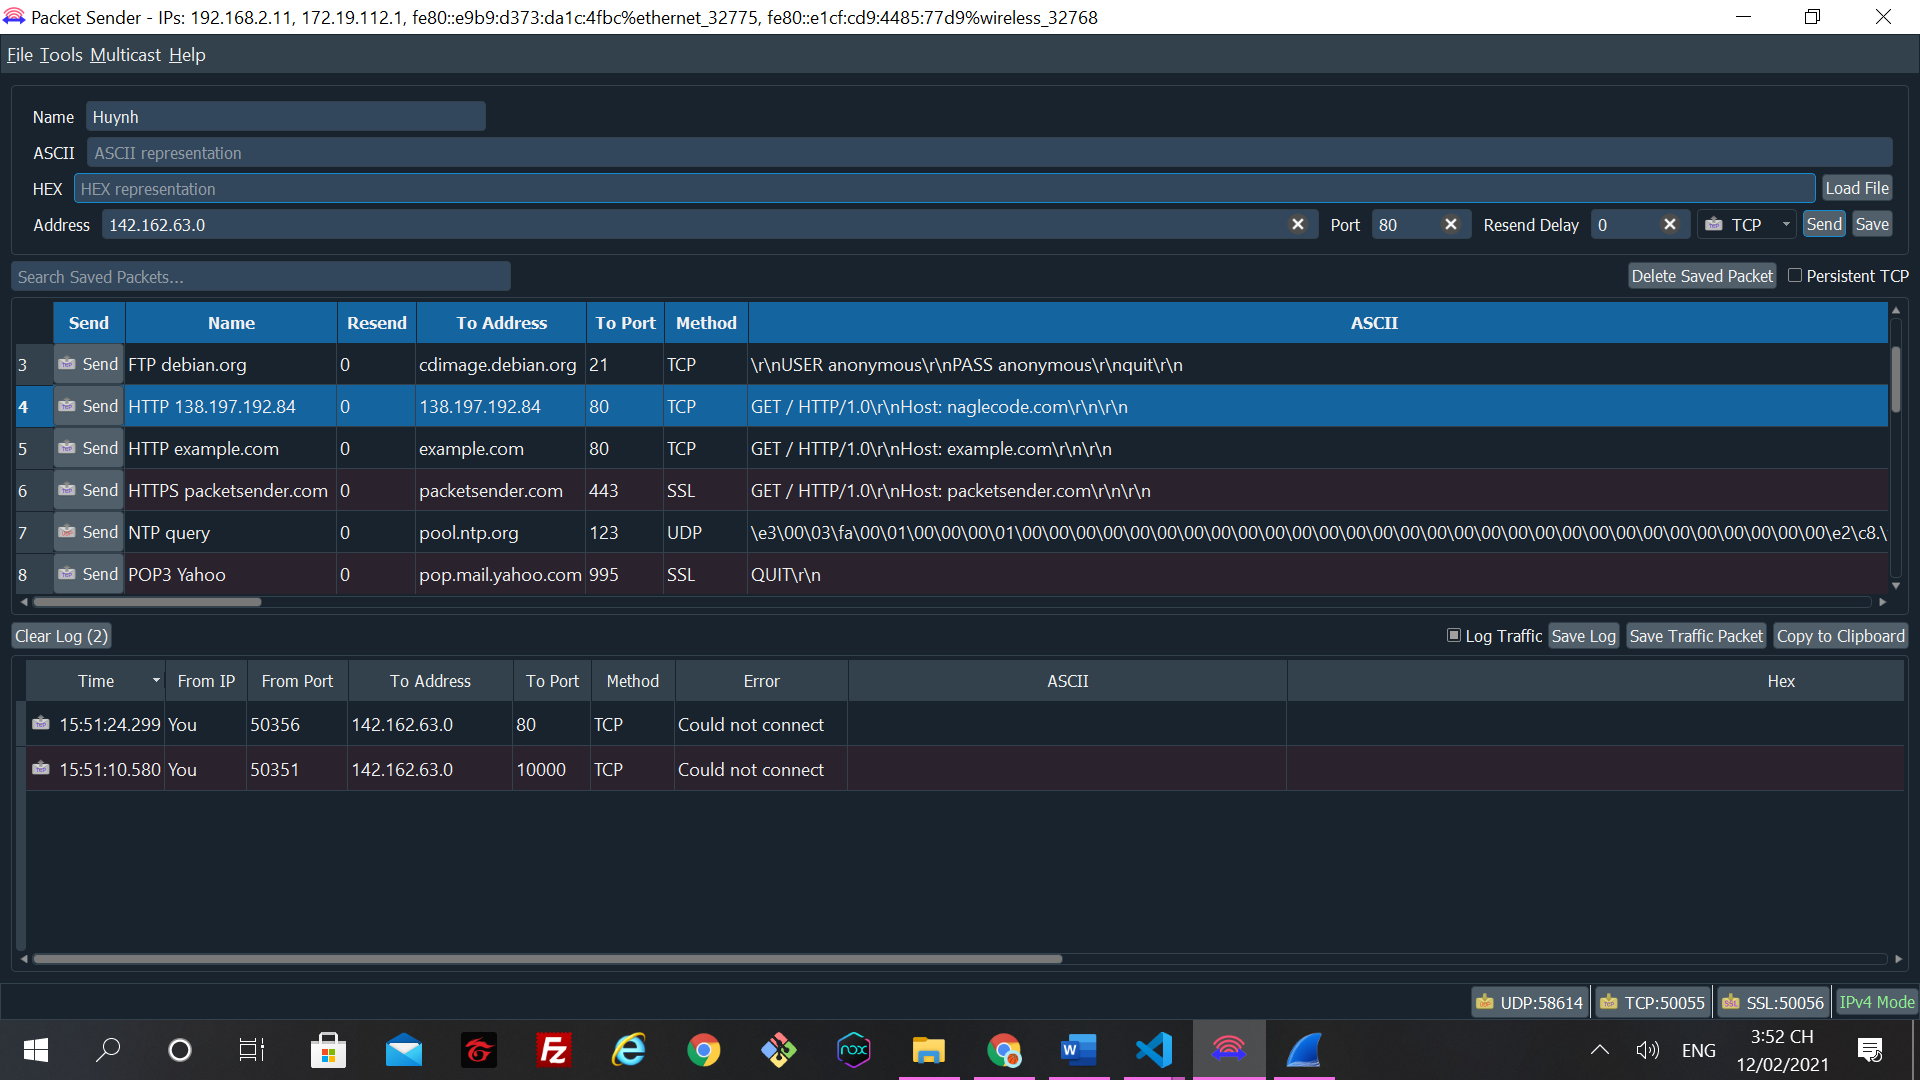 Packet Sender - IPs: 192.168.2.11, 172.19.112.1, fe80::e9b9:d373:da1c:4fbc%ethernet_32775, fe80::e1cf:cd9:4485:77d9%wireless_32768
File Tools Multicast Help
Name Huynh
ASCII ASCII representation
HEX HEX representation Load File
Address 142.162.63.0 Port 80 Resend Delay 0 TCP Send Save
Search Saved Packets... Delete Saved Packet Persistent TCP
Send Name Resend To Address To Port Method ASCII
3 Send FTP debian.org 0 cdimage.debian.org 21 TCP \r\nUSER anonymous\r\nPASS anonymous\r\nquit\r\n
4 Send HTTP 138.197.192.84 0 138.197.192.84 80 TCP GET / HTTP/1.0\r\nHost: naglecode.com\r\n\r\n
5 Send HTTP example.com 0 example.com 80 TCP GET / HTTP/1.0\r\nHost: example.com\r\n\r\n
6 Send HTTPS packetsender.com 0 packetsender.com 443 SSL GET / HTTP/1.0\r\nHost: packetsender.com\r\n\r\n
7 Send NTP query 0 pool.ntp.org 123 UDP \e3\00\03\fa\00\01\00\00\00\01\00\00\00\00\00\00\00\00\00\00\00\00\00\00\00\00\00\00\00\00\00\00\00\00\00\00\00\00\00\00\e2\c8.\
8 Send POP3 Yahoo 0 pop.mail.yahoo.com 995 SSL QUIT\r\n
Clear Log (2) Log Traffic Save Log Save Traffic Packet Copy to Clipboard
Time From IP From Port To Address To Port Method Error ASCII Hex
15:51:24.299 You 50356 142.162.63.0 80 TCP Could not connect
15:51:10.580 You 50351 142.162.63.0 10000 TCP Could not connect
UDP:58614 TCP:50055 SSL:50056 IPv4 Mode
ENG 3:52 CH
12/02/2021